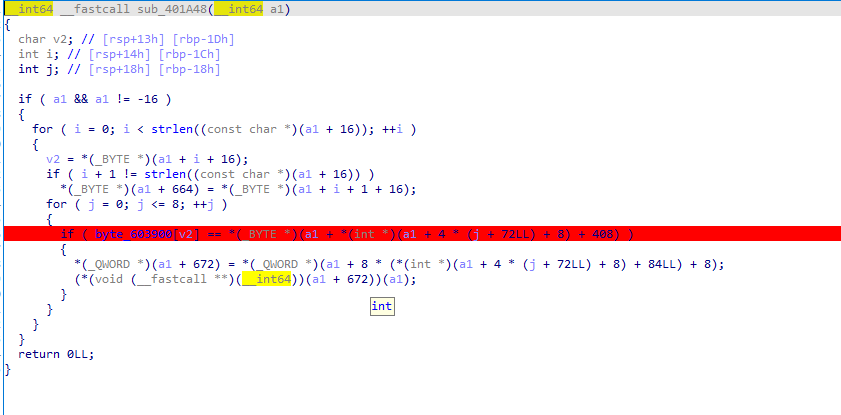 __int64 __fastcall sub_401A48(__int64 a1)
{
  char v2; // [rsp+13h] [rbp-1Dh]
  int i; // [rsp+14h] [rbp-1Ch]
  int j; // [rsp+18h] [rbp-18h]

  if ( a1 && a1 != -16 )
  {
    for ( i = 0; i < strlen((const char *)(a1 + 16)); ++i )
    {
      v2 = *(_BYTE *)(a1 + i + 16);
      if ( i + 1 != strlen((const char *)(a1 + 16)) )
        *(_BYTE *)(a1 + 664) = *(_BYTE *)(a1 + i + 1 + 16);
      for ( j = 0; j <= 8; ++j )
      {
        if ( byte_603900[v2] == *(_BYTE *)(a1 + *(int *)(a1 + 4 * (j + 72LL) + 8) + 408) )
        {
          *(_QWORD *)(a1 + 672) = *(_QWORD *)(a1 + 8 * (*(int *)(a1 + 4 * (j + 72LL) + 8) + 84LL) + 8);
          (*(void (__fastcall **)(__int64))(a1 + 672))(a1);
        }
int
      }
    }
  }
  return 0LL;
}